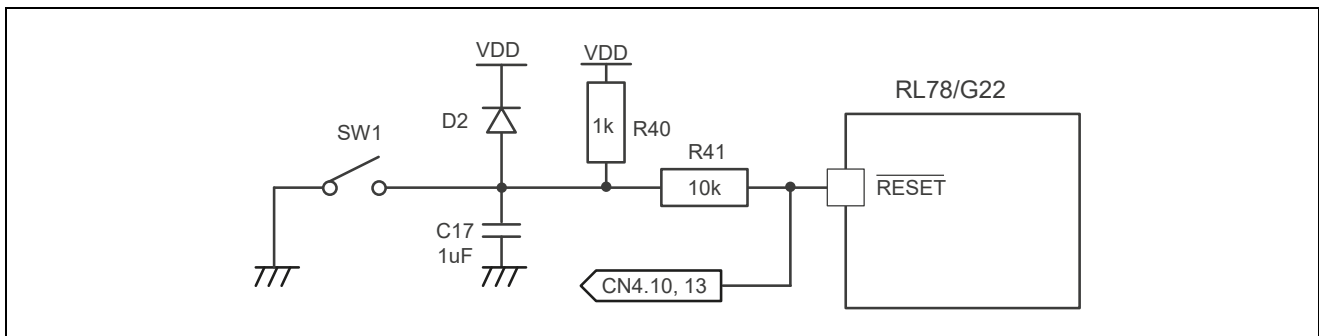 VDD
VDD
RL78/G22
D2
1k
R40
SW1
R41
10k
RESET
C17
1uF
CN4.10, 13